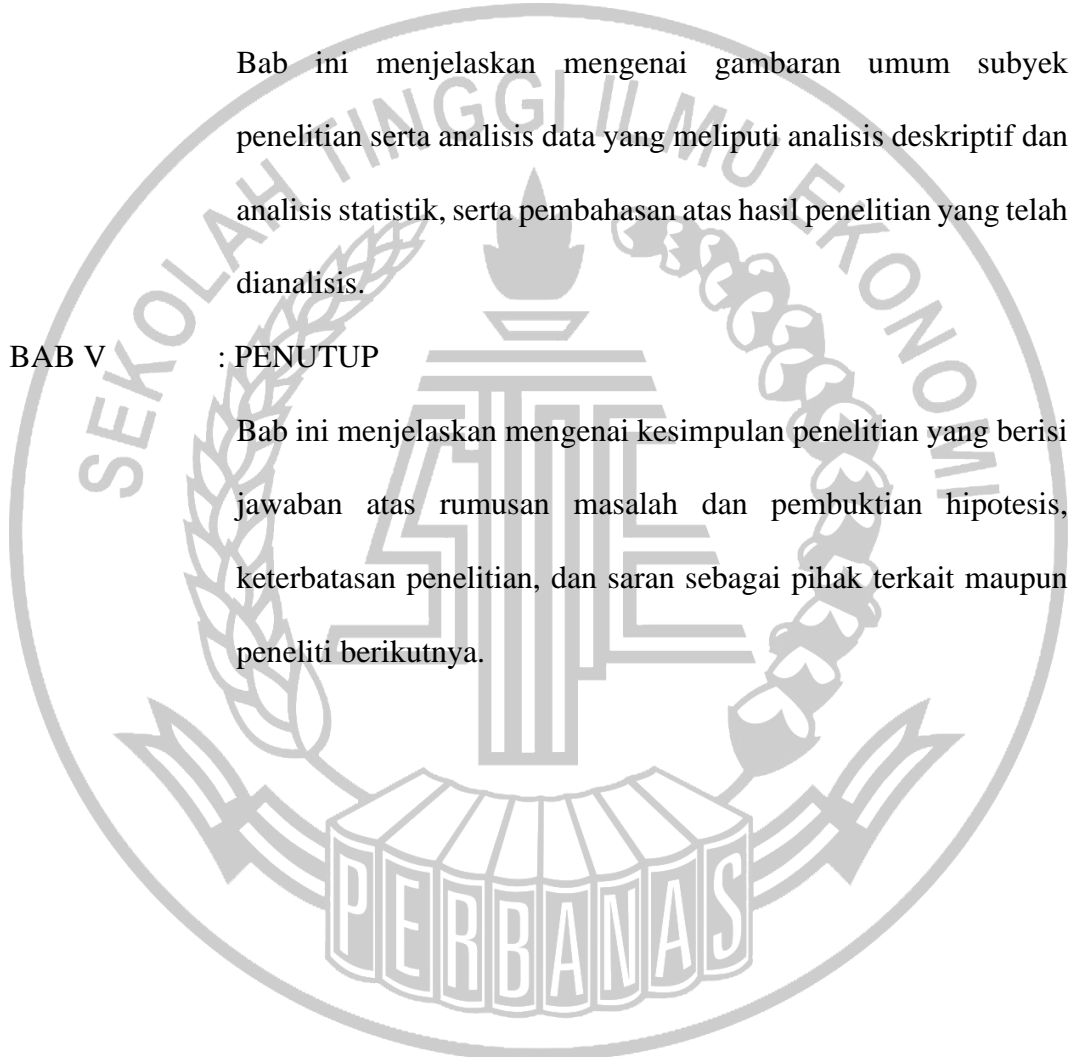 Bab ini menjelaskan mengenai gambaran umum subyek
penelitian serta analisis data yang meliputi analisis deskriptif dan
analisis statistik, serta pembahasan atas hasil penelitian yang telah
dianalisis.
BAB V : PENUTUP
Bab ini menjelaskan mengenai kesimpulan penelitian yang berisi
jawaban atas rumusan masalah dan pembuktian hipotesis,
keterbatasan penelitian, dan saran sebagai pihak terkait maupun
peneliti berikutnya.
SEKOLAH TINGGI ILMU EKONOMI
PERBANAS